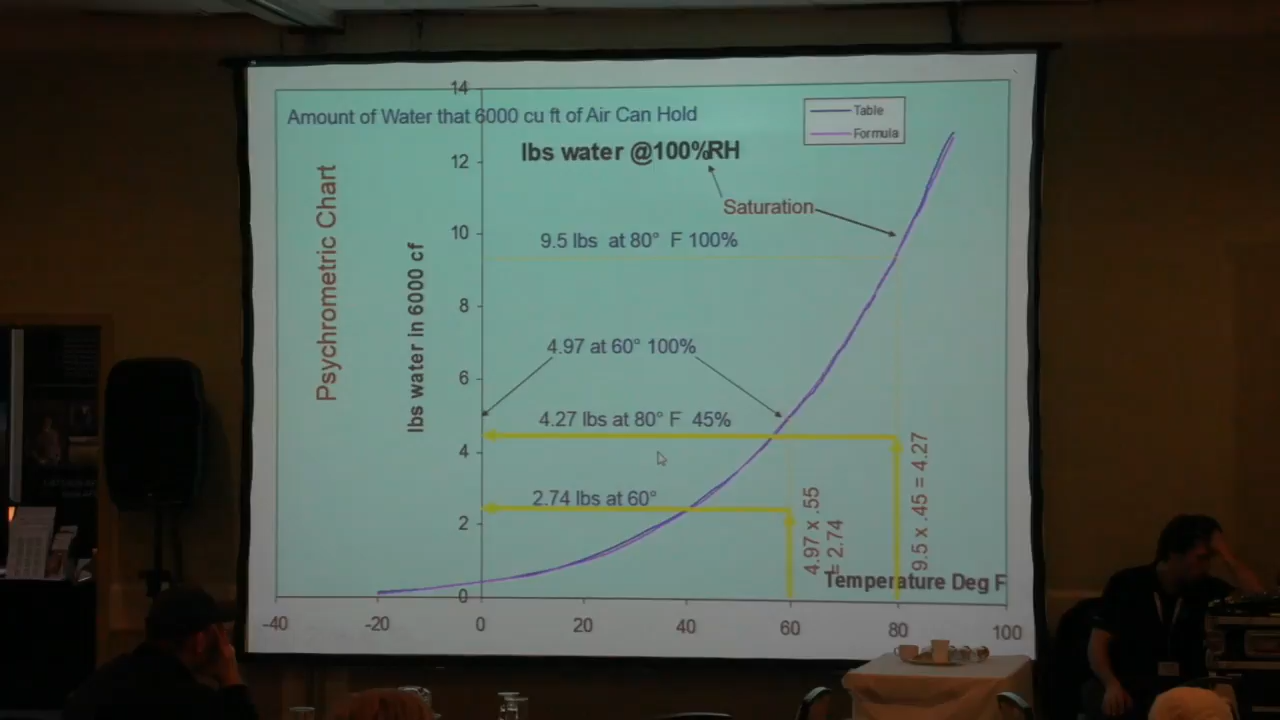 14
Amount of Water that 6000 cu ft of Air Can Hold
Table
Formula
lbs water @100%RH
12
Saturation
Psychrometric Chart
lbs water in 6000 cf
10
9.5 lbs at 80° F 100%
8
4.97 at 60° 100%
6
4.27 lbs at 80° F 45%
4
2.74 lbs at 60°
2
4.97 x .55
= 2.74
9.5 x .45 = 4.27
Temperature Deg F
0
-40 -20 0 20 40 60 80 100